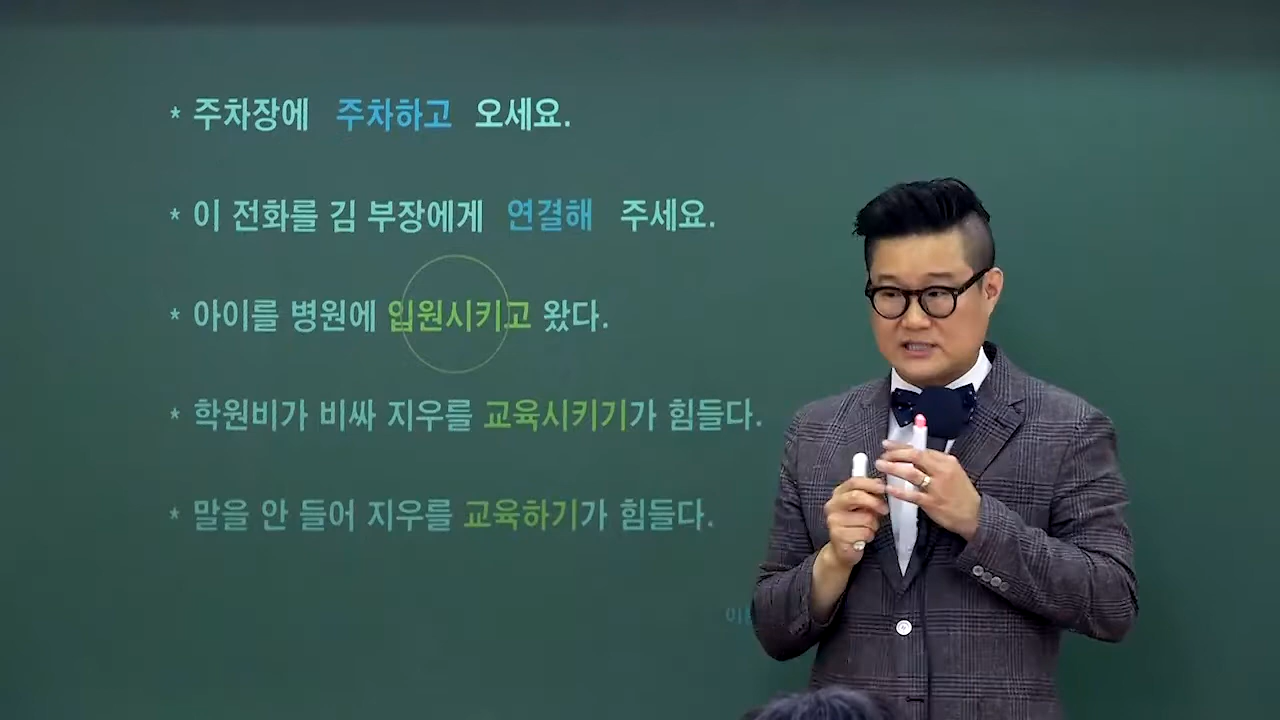 * 주차장에 주차하고 오세요.
* 이 전화를 김 부장에게 연결해 주세요.
* 아이를 병원에 입원시키고 왔다.
* 학원비가 비싸 지우를 교육시키기가 힘들다.
* 말을 안 들어 지우를 교육하기가 힘들다.